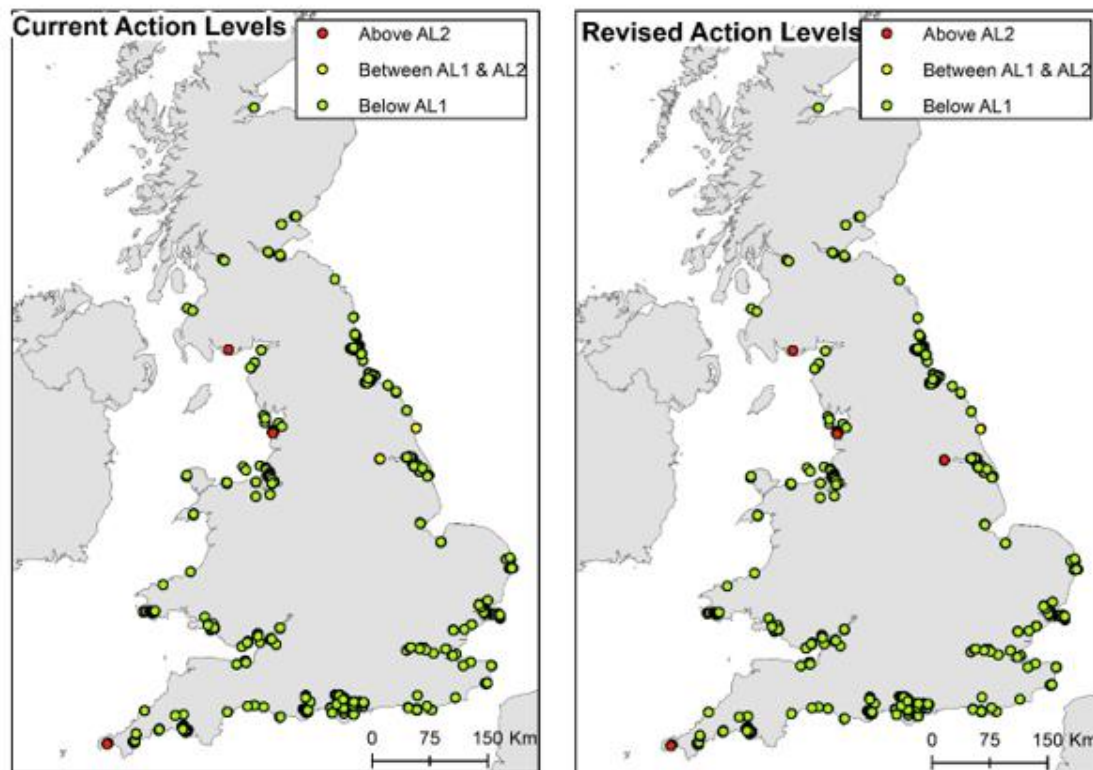 Current Action Levels
Above AL2
Between AL1 & AL2
Below AL1
0 75 150 Km
Revised Action Levels
Above AL2
Between AL1 & AL2
Below AL1
0 75 150 Km